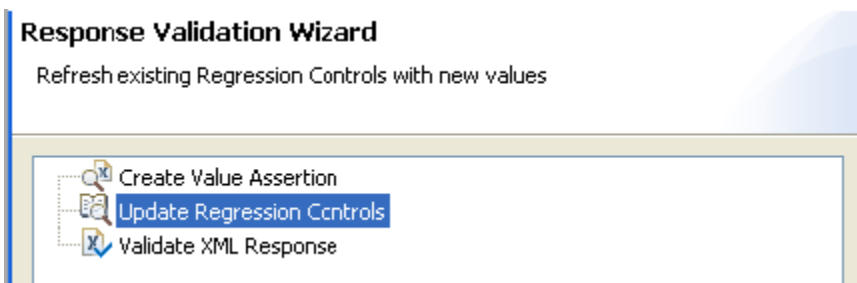 Response Validation Wizard
Refresh existing Regression Controls with new values
Create Value Assertion
Update Regression Controls
Validate XML Response